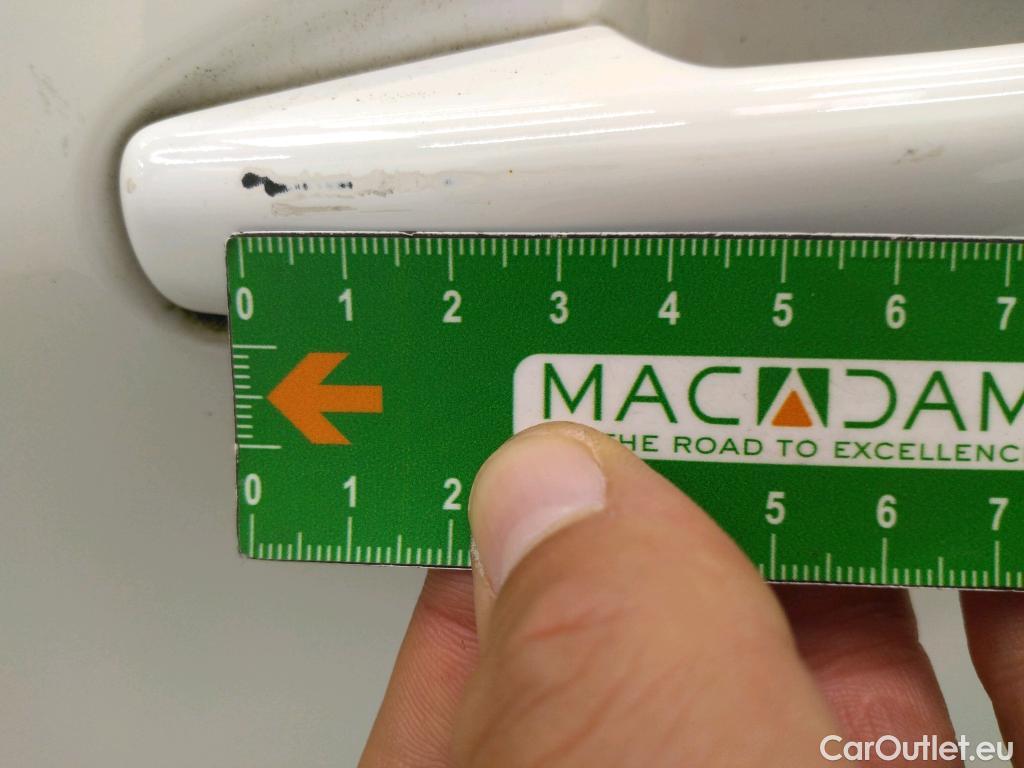 0 1 2 3 4 5 6 7
MACADAM
THE ROAD TO EXCELLENC
0 1 2 5 6 7
CarOutlet.eu